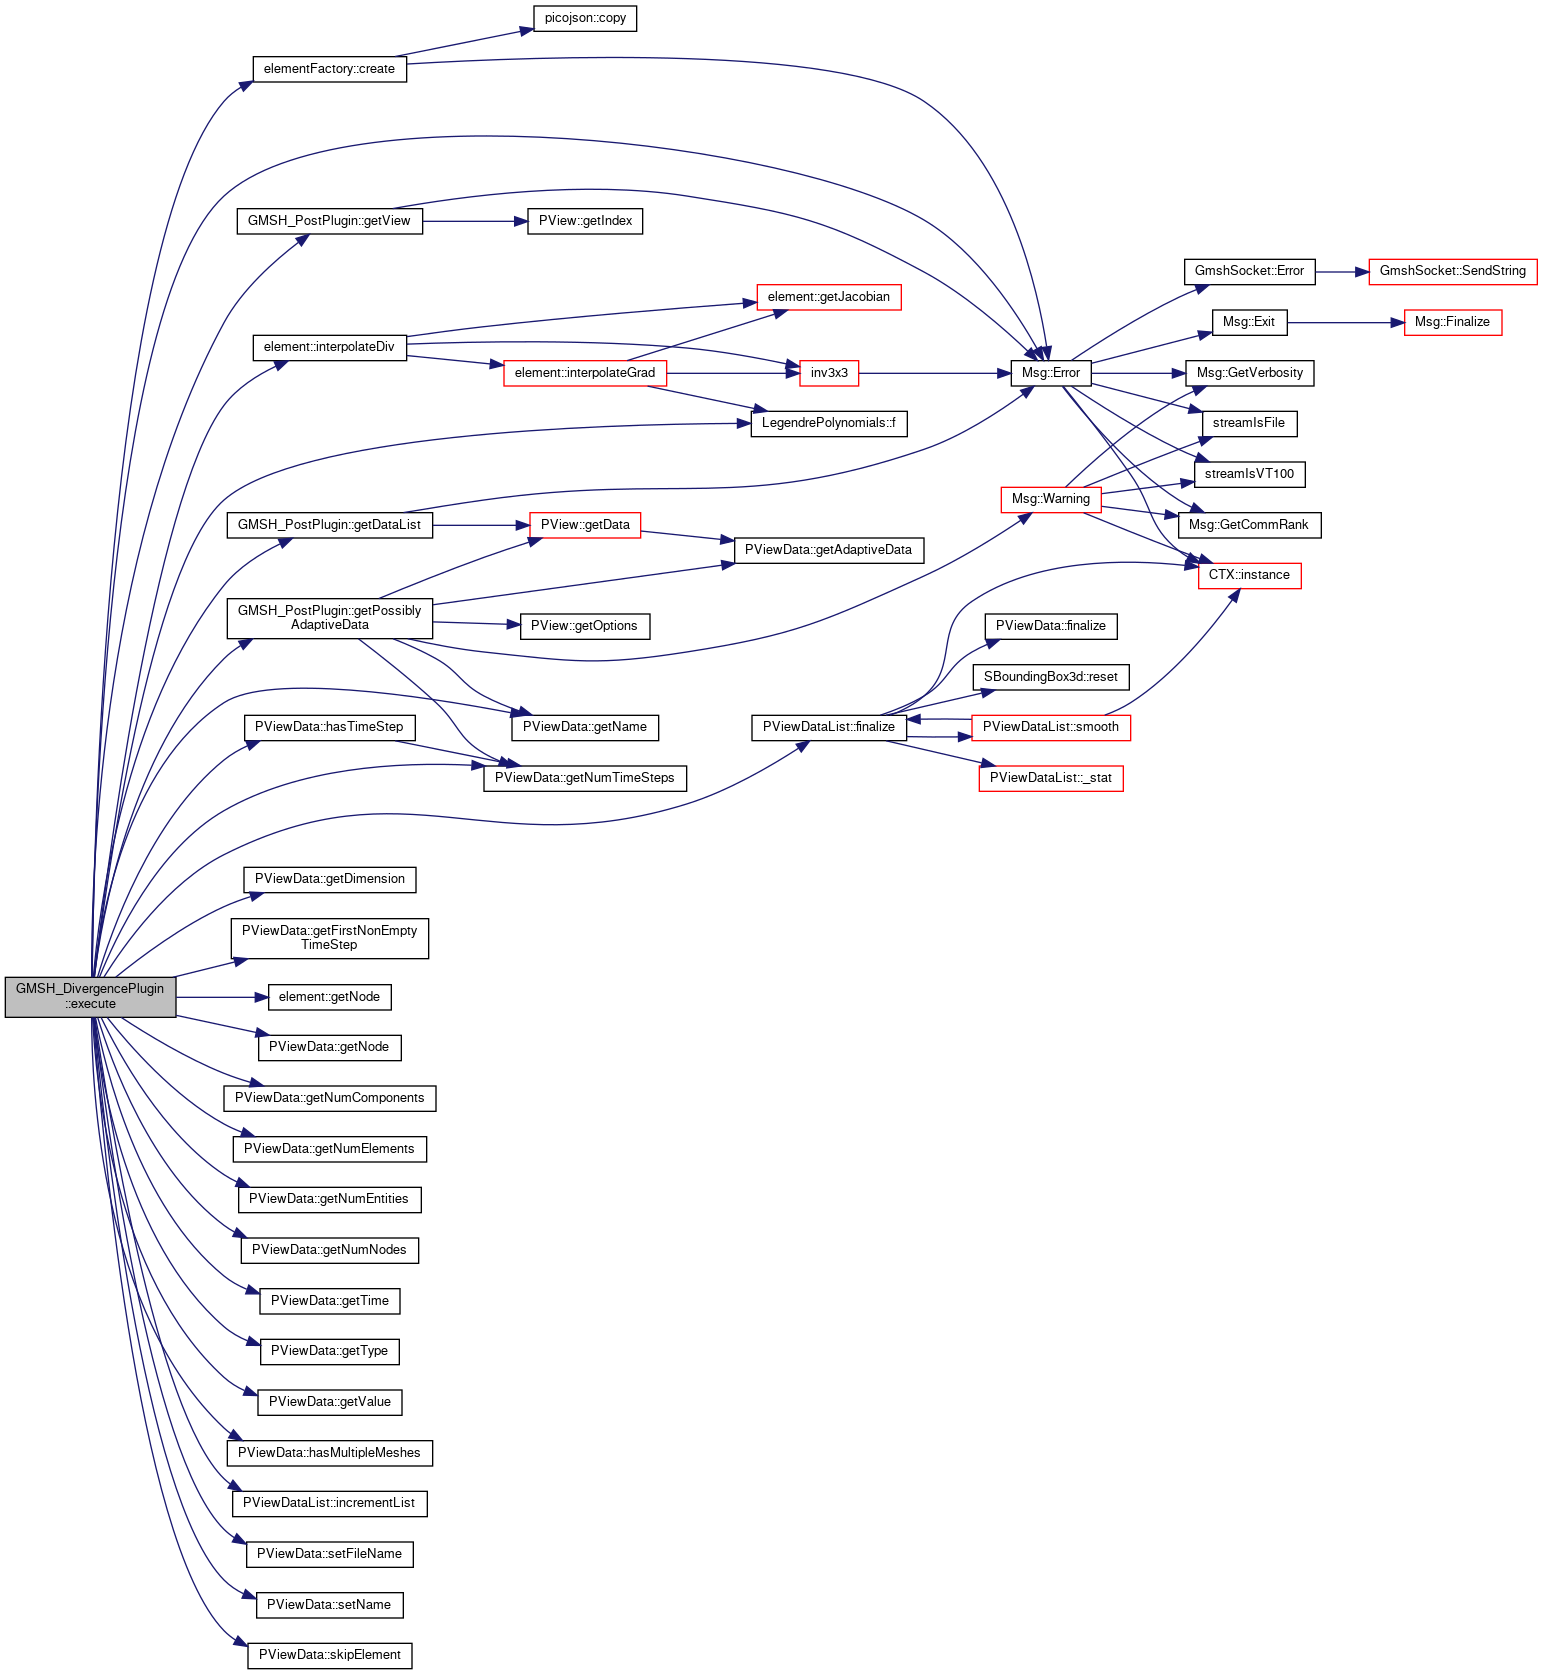 picojson::copy
elementFactory::create
GMSH_PostPlugin::getView
PView::getIndex
GmshSocket::Error
GmshSocket::SendString
element::getJacobian
Msg::Exit
Msg::Finalize
element::interpolateDiv
element::interpolateGrad
inv3x3
Msg::Error
Msg::GetVerbosity
LegendrePolynomials::f
streamIsFile
streamIsVT100
Msg::Warning
GMSH_PostPlugin::getDataList
PView::getData
Msg::GetCommRank
PViewData::getAdaptiveData
CTX::instance
GMSH_PostPlugin::getPossibly
AdaptiveData
PView::getOptions
PViewData::finalize
SBoundingBox3d::reset
PViewData::hasTimeStep
PViewData::getName
PViewDataList::finalize
PViewDataList::smooth
PViewData::getNumTimeSteps
PViewDataList::_stat
PViewData::getDimension
PViewData::getFirstNonEmpty
TimeStep
GMSH_DivergencePlugin
::execute
element::getNode
PViewData::getNode
PViewData::getNumComponents
PViewData::getNumElements
PViewData::getNumEntities
PViewData::getNumNodes
PViewData::getTime
PViewData::getType
PViewData::getValue
PViewData::hasMultipleMeshes
PViewDataList::incrementList
PViewData::setFileName
PViewData::setName
PViewData::skipElement